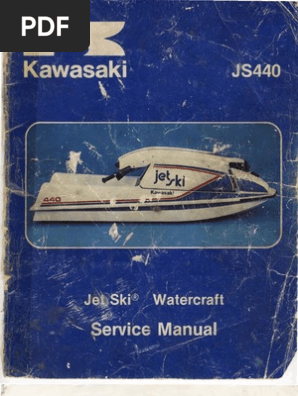 PDF
Kawasaki JS440
jet
ski
Kawasaki
440
Jet Ski® Watercraft
Service Manual